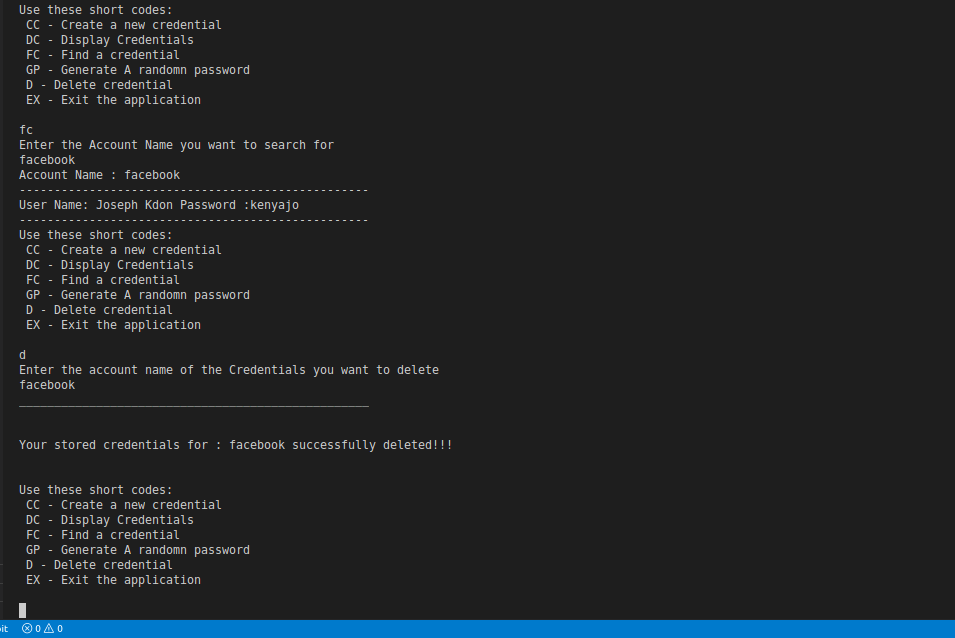 Use these short codes:
CC - Create a new credential
DC - Display Credentials
FC - Find a credential
GP - Generate A randomn password
D - Delete credential
EX - Exit the application
fc
Enter the Account Name you want to search for
facebook
Account Name : facebook
--------------------------------------------------
User Name: Joseph Kdon Password :kenyajo
--------------------------------------------------
Use these short codes:
CC - Create a new credential
DC - Display Credentials
FC - Find a credential
GP - Generate A randomn password
D - Delete credential
EX - Exit the application
d
Enter the account name of the Credentials you want to delete
facebook
__________________________________________________
Your stored credentials for : facebook successfully deleted!!!
Use these short codes:
CC - Create a new credential
DC - Display Credentials
FC - Find a credential
GP - Generate A randomn password
D - Delete credential
EX - Exit the application
0 0